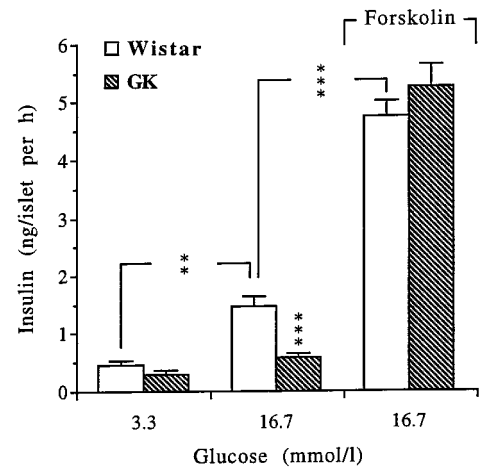 Forskolin
Wistar
GK
***
**
***
Insulin (ng/islet per h)
6
5
4
3
2
1
0
3.3 16.7 16.7
Glucose (mmol/l)